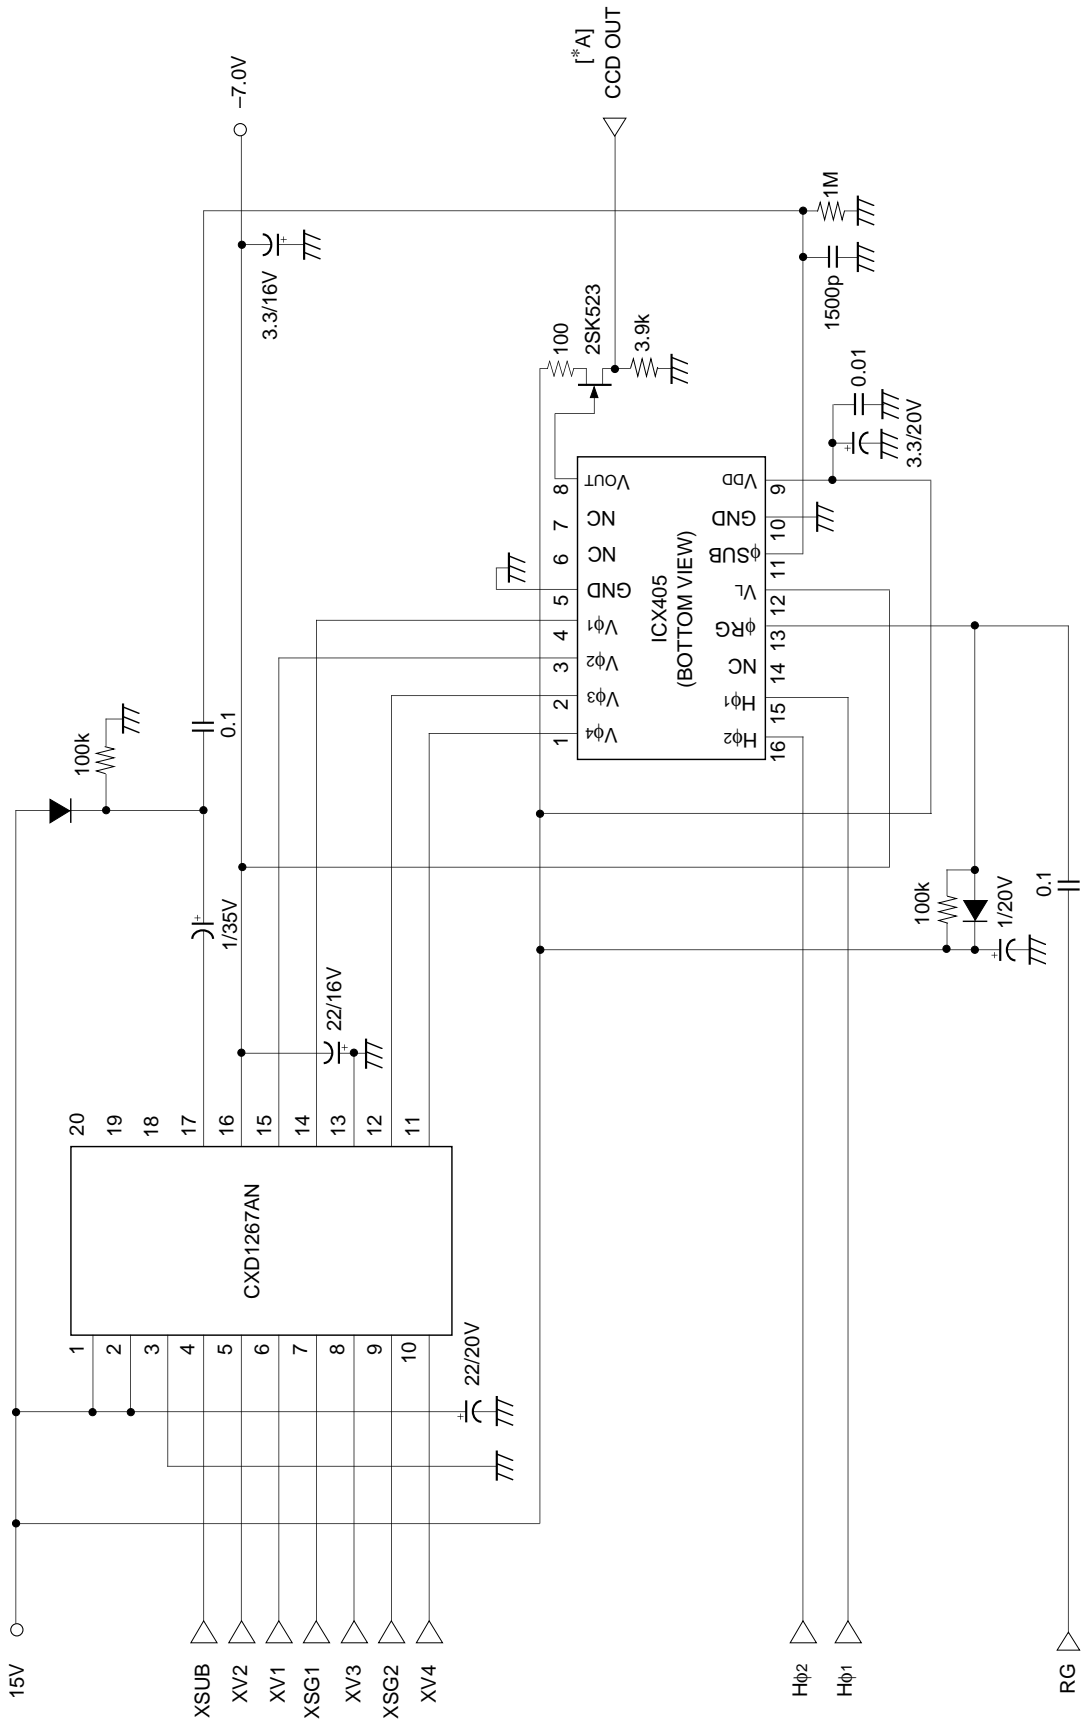 15V
XSUB
XV2
XV1
XSG1
XV3
XSG2
XV4
Hϕ2
Hϕ1
RG
22/20V
1
2
3
4
5
6
7
8
9
10
CXD1267AN
20
19
18
17
16
15
14
13
12
11
22/16V
1/35V
100k
0.1
3.3/16V
–7.0V
[*A]
CCD OUT
100
2SK523
3.9k
1
2
3
4
5
6
7
8
Vϕ4
Vϕ3
Vϕ2
Vϕ1
GND
NC
NC
VOUT
ICX405
(BOTTOM VIEW)
Hϕ2
Hϕ1
NC
ϕRG
VL
ϕSUB
GND
VDD
16
15
14
13
12
11
10
9
0.01
3.3/20V
1500p
1M
100k
1/20V
0.1